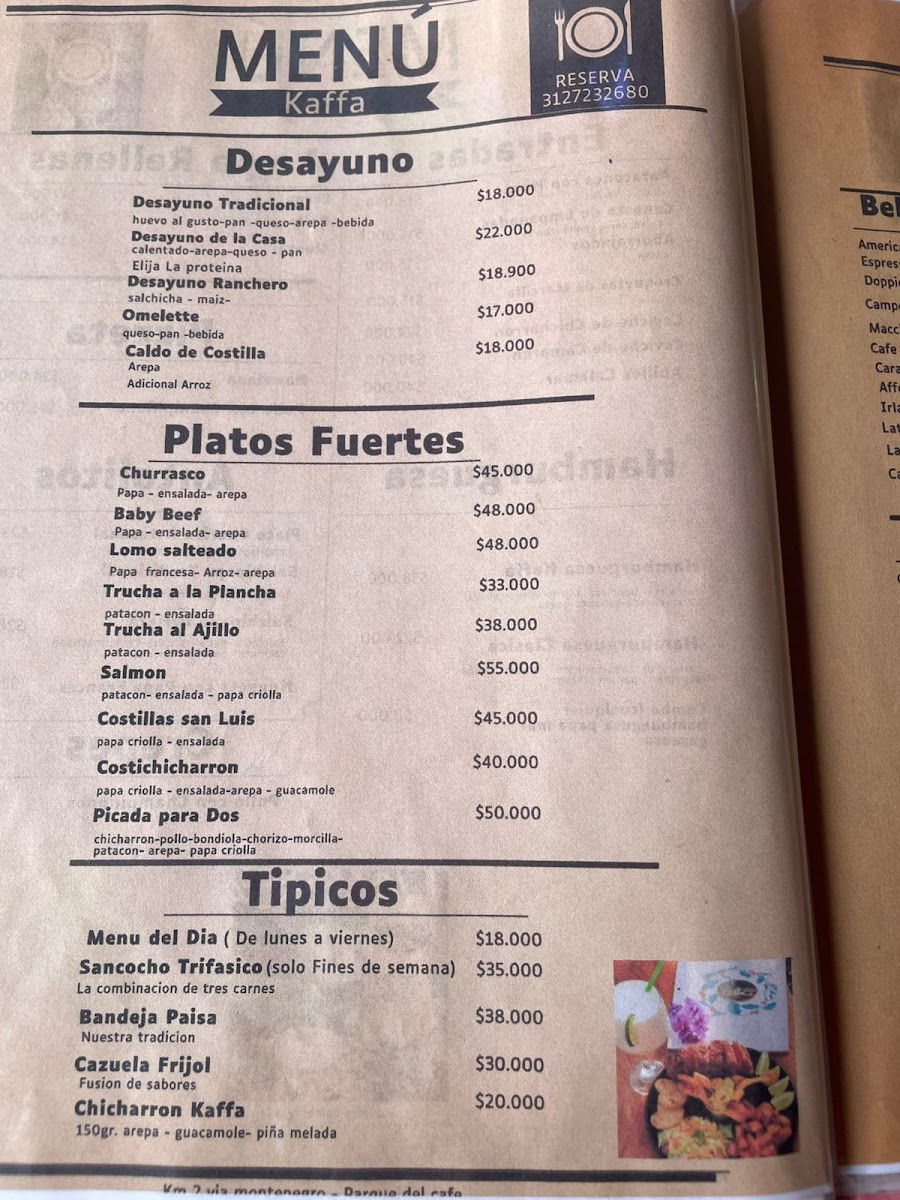 MENÚ
Kaffa
RESERVA
3127232680
Desayuno
Desayuno Tradicional $18.000
huevo al gusto-pan -queso-arepa -bebida
Desayuno de la Casa $22.000
calentado-arepa-queso - pan
Elija La proteina
Desayuno Ranchero $18.900
salchicha - maiz-
Omelette $17.000
queso-pan -bebida
Caldo de Costilla $18.000
Arepa
Adicional Arroz
Platos Fuertes
Churrasco $45.000
Papa - ensalada- arepa
Baby Beef $48.000
Papa - ensalada- arepa
Lomo salteado $48.000
Papa francesa- Arroz- arepa
Trucha a la Plancha $33.000
patacon - ensalada
Trucha al Ajillo $38.000
patacon - ensalada
Salmon $55.000
patacon- ensalada - papa criolla
Costillas san Luis $45.000
papa criolla - ensalada
Costichicharron $40.000
papa criolla - ensalada-arepa - guacamole
Picada para Dos $50.000
chicharron-pollo-bondiola-chorizo-morcilla-
patacon- arepa- papa criolla
Tipicos
Menu del Dia ( De lunes a viernes) $18.000
Sancocho Trifasico (solo Fines de semana) $35.000
La combinacion de tres carnes
Bandeja Paisa $38.000
Nuestra tradicion
Cazuela Frijol $30.000
Fusion de sabores
Chicharron Kaffa $20.000
150gr. arepa - guacamole- piña melada
Km 2 via montenegro - Parque del cafe
Cafe